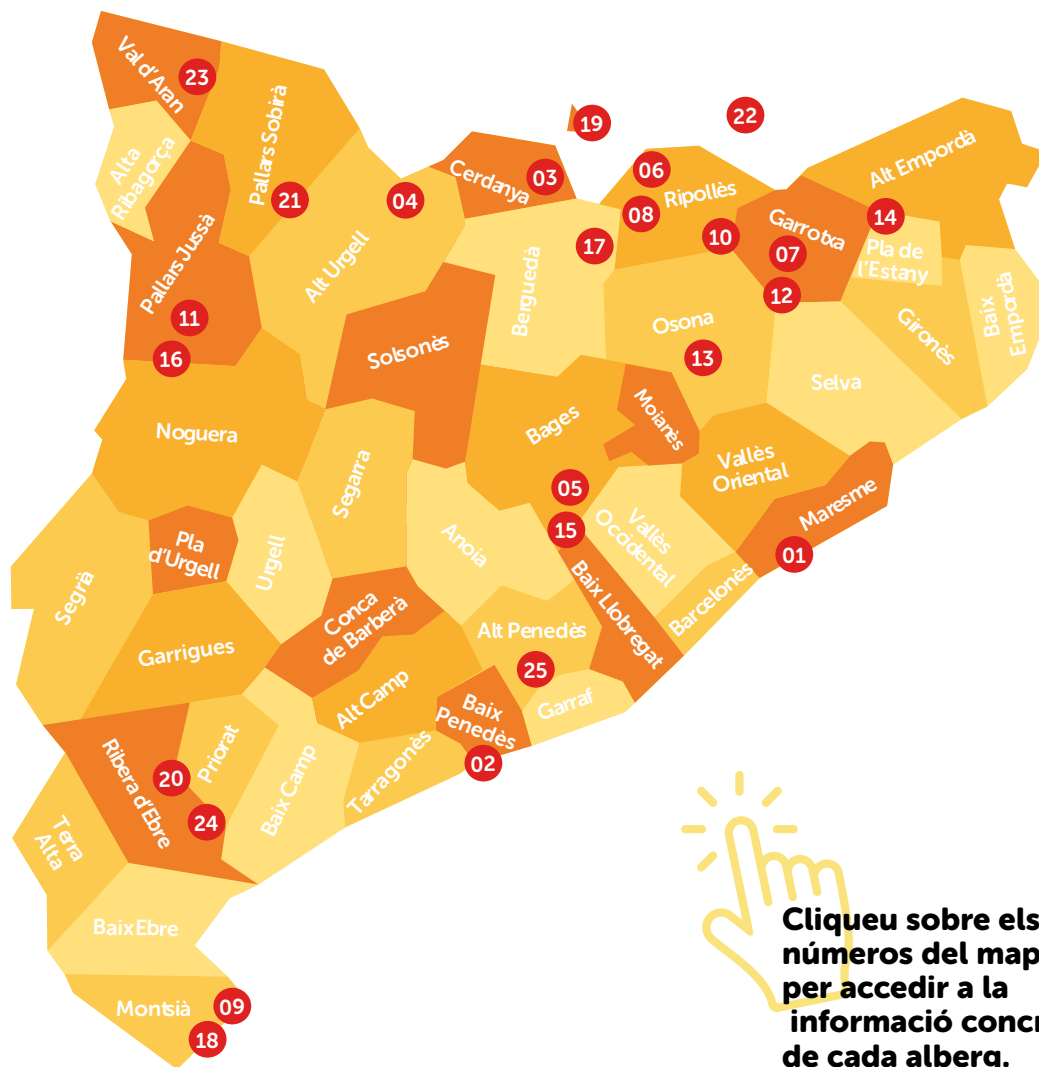 Val d'Aran
23
Alta
Ribagorça
Pallars Sobirà
21
19
22
Cerdanya
03
04
06
Ripollès
08
10
17
Alt Empordà
14
Garrotxa
07
12
Pla de
l'Estany
Pallars Jussà
11
16
Alt Urgell
Berguedà
Solsonès
Osona
13
Gironès
Baix
Empordà
Selva
Noguera
Bages
Moianès
Vallès
Oriental
Maresme
01
05
15
Segarra
Anoia
Vallès
Occidental
Pla
d'Urgell
Urgell
Segrià
Baix Llobregat
Barcelonès
Conca
de Barberà
Alt Penedès
25
Garrigues
Alt Camp
Baix
Penedès
02
Garraf
Ribera d'Ebre
20
24
Priorat
Baix Camp
Tarragonès
Terra
Alta
Baix Ebre
Montsià
09
18
Cliqueu sobre els
números del map
per accedir a la
informació concr
de cada alberg.